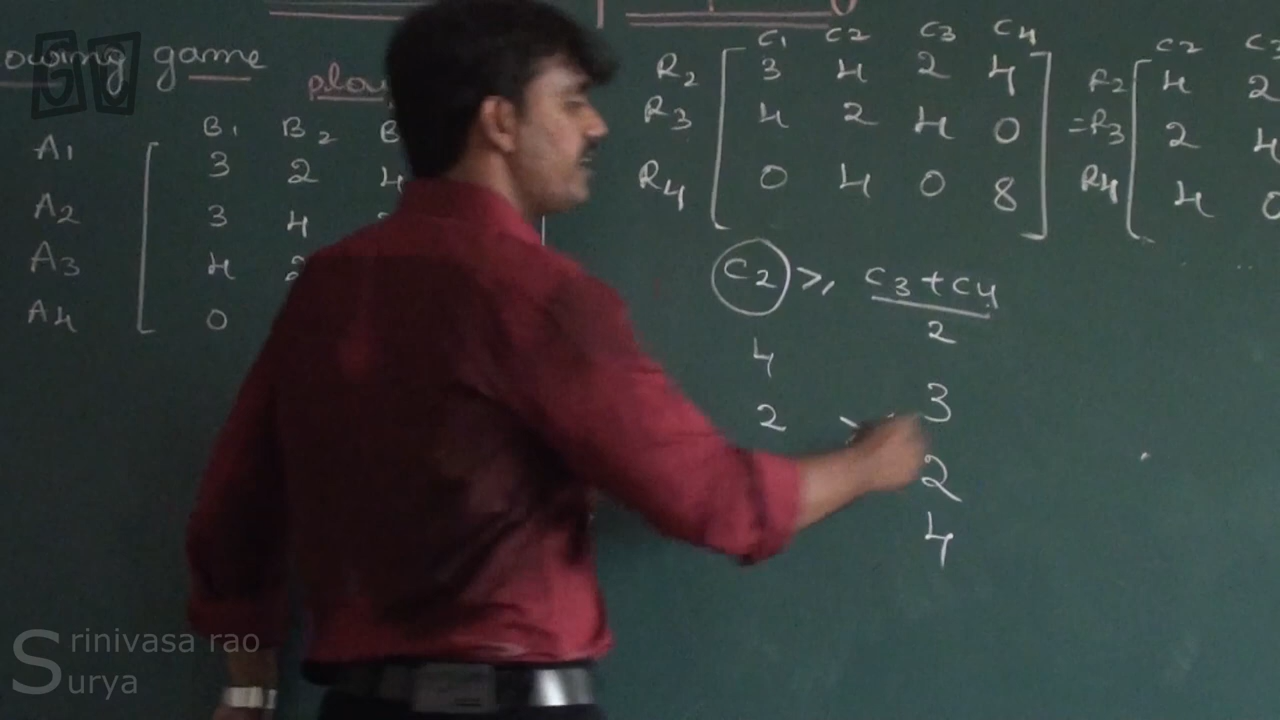 owing game
play
B1 B2 B
A1 3 2 4
A2 3 4
A3 4 2
A4 0
C1 C2 C3 C4
R2 3 4 2 4
R3 4 2 4 0
R4 0 4 0 8
C2 C3
R2 4 2
=R3 2 4
R4 4 0
C2 ≥ C3+C4
2
4 3
2 2
4
Srinivasa rao
Surya